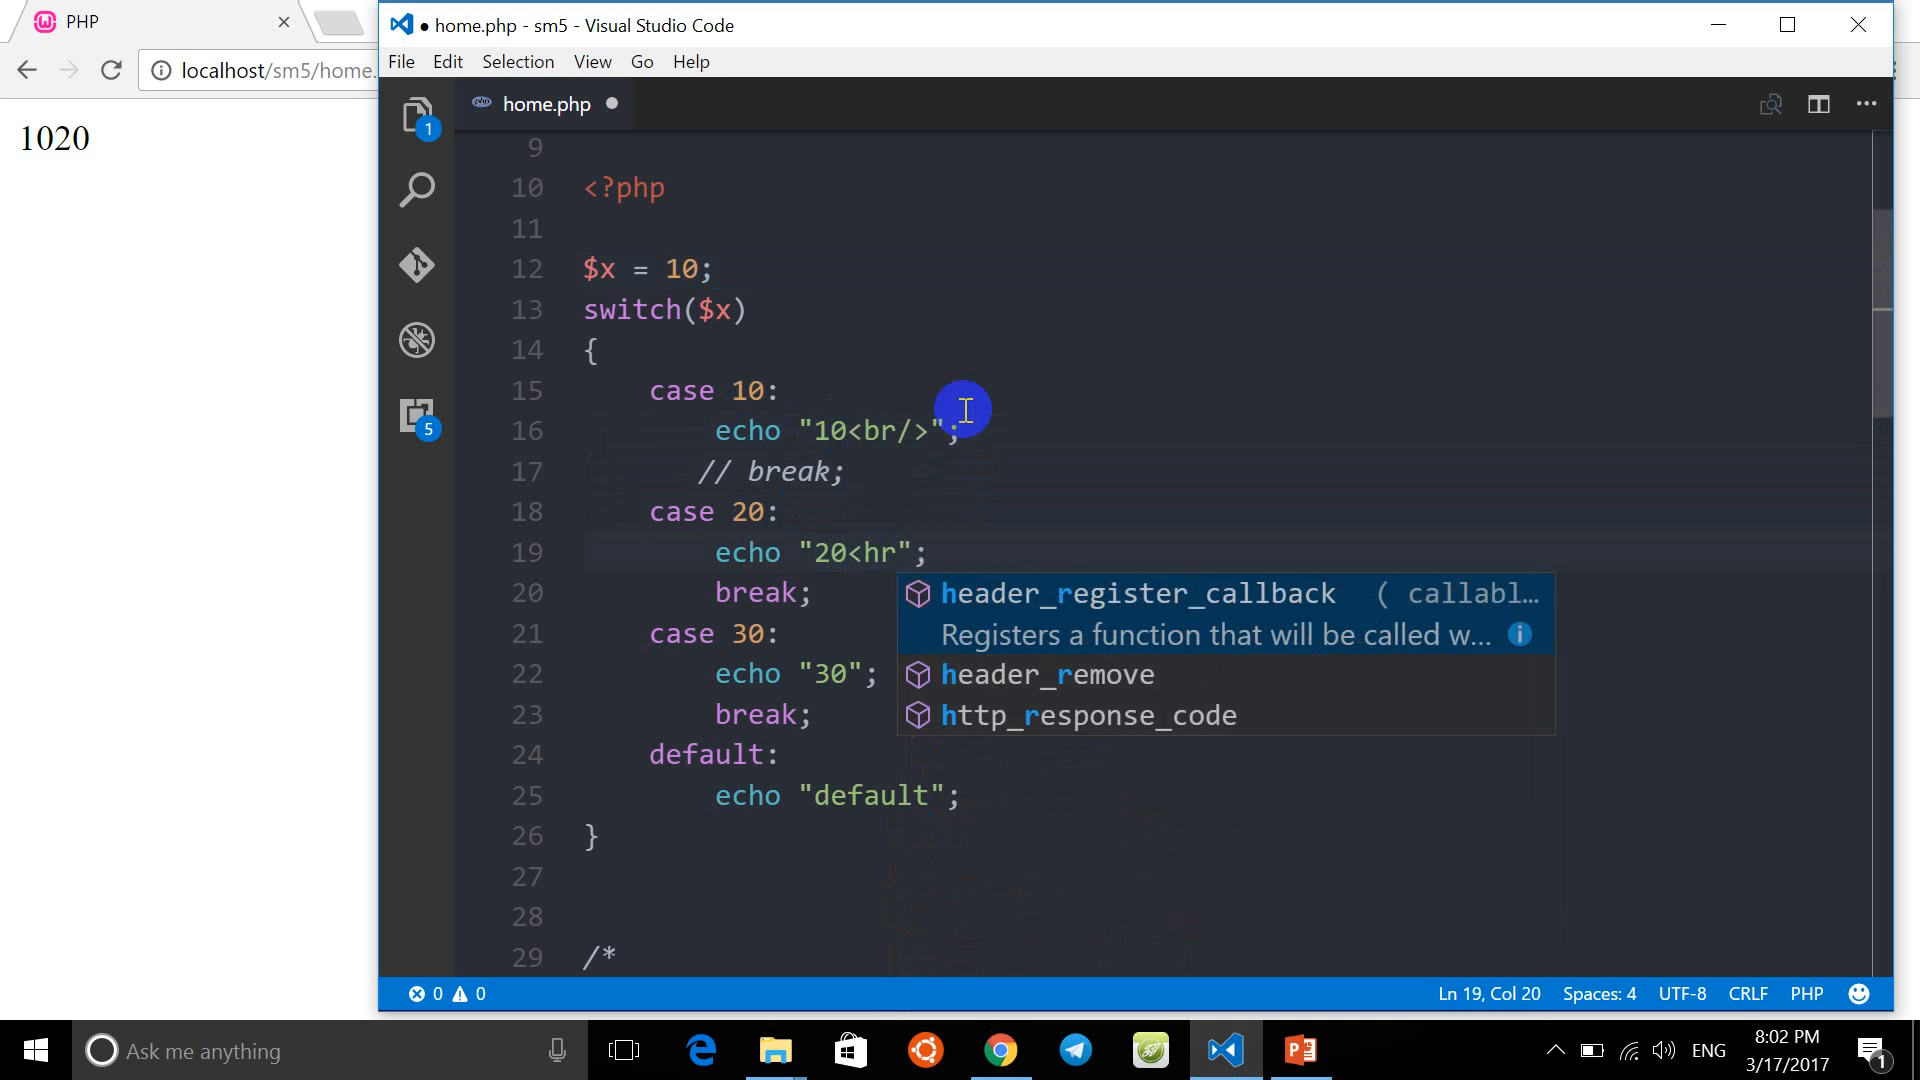 PHP
● home.php - sm5 - Visual Studio Code
localhost/sm5/home.
File Edit Selection View Go Help
1020
php home.php
1
5
9
10 <?php
11
12 $x = 10;
13 switch($x)
14 {
15 case 10:
16 echo "10<br/>";
17 // break;
18 case 20:
19 echo "20<hr";
20 break;
21 case 30:
22 echo "30";
23 break;
24 default:
25 echo "default";
26 }
27
28
29 /*
header_register_callback ( callabl…
Registers a function that will be called w...
header_remove
http_response_code
0 0 Ln 19, Col 20 Spaces: 4 UTF-8 CRLF PHP
Ask me anything
ENG
8:02 PM
3/17/2017
1